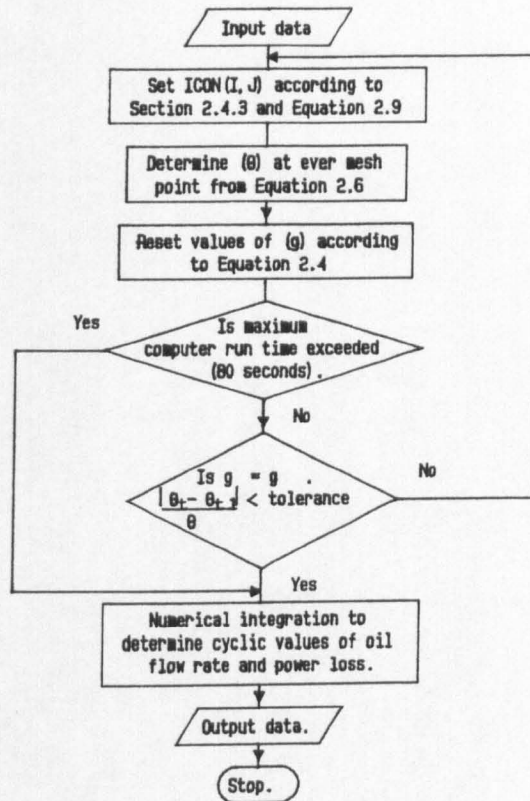 Input data
Set ICON(I,J) according to
Section 2.4.3 and Equation 2.9
Determine (θ) at ever mesh
point from Equation 2.6
Reset values of (g) according
to Equation 2.4
Yes
Is maximum
computer run time exceeded
(80 seconds).
No
Is g = g .
No
|θt- θt | < tolerance
θ
Yes
Numerical integration to
determine cyclic values of oil
flow rate and power loss.
Output data.
Stop.